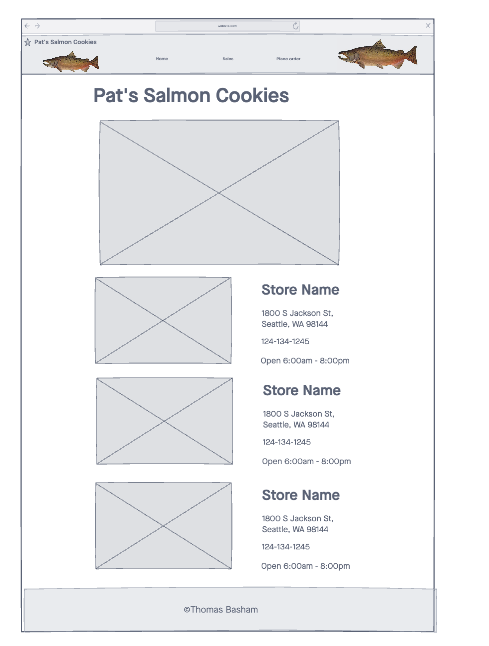 Pat's Salmon Cookies
Home
Sales
Place order
Pat's Salmon Cookies
Store Name
1800 S Jackson St,
Seattle, WA 98144
124-134-1245
Open 6:00am - 8:00pm
Store Name
1800 S Jackson St,
Seattle, WA 98144
124-134-1245
Open 6:00am - 8:00pm
Store Name
1800 S Jackson St,
Seattle, WA 98144
124-134-1245
Open 6:00am - 8:00pm
©Thomas Basham